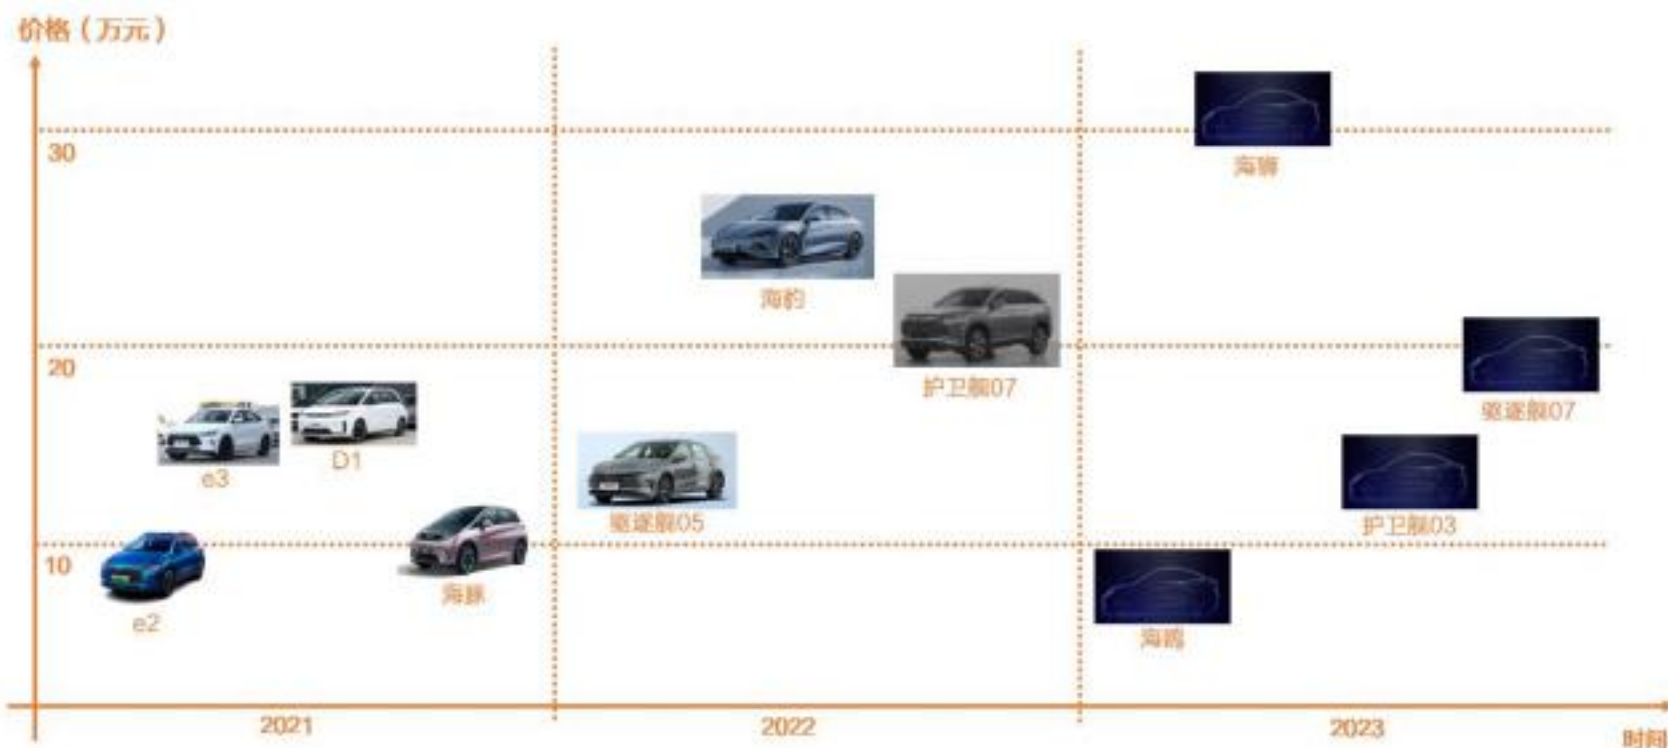 价格（万元）
30
海狮
海豹
20
护卫舰07
驱逐舰07
e3
D1
驱逐舰05
护卫舰03
10
海豚
e2
海鸥
2021
2022
2023
时间